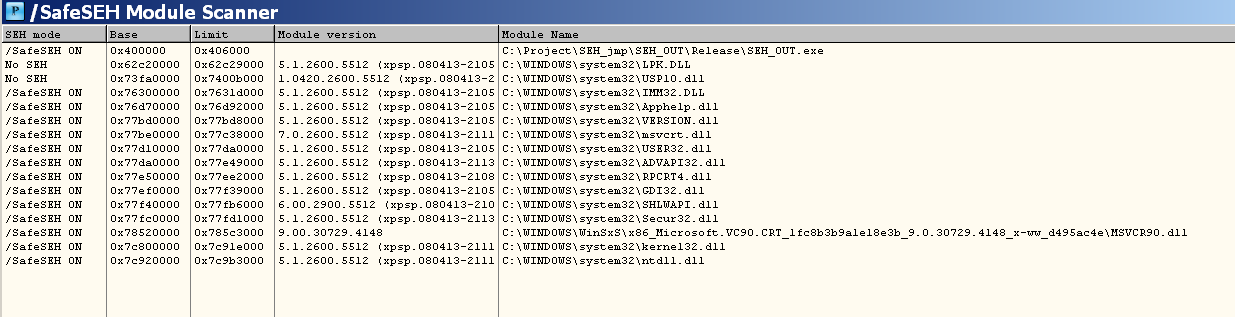 /SafeSEH Module Scanner
SEH mode Base Limit Module version Module Name
/SafeSEH ON 0x400000 0x406000 C:\Project\SEH_jmp\SEH_OUT\Release\SEH_OUT.exe
No SEH 0x62c20000 0x62c29000 5.1.2600.5512 (xpsp.080413-2105 C:\WINDOWS\system32\LPK.DLL
No SEH 0x73fa0000 0x7400b000 1.0420.2600.5512 (xpsp.080413-2 C:\WINDOWS\system32\USP10.dll
/SafeSEH ON 0x76300000 0x7631d000 5.1.2600.5512 (xpsp.080413-2105 C:\WINDOWS\system32\IMM32.DLL
/SafeSEH ON 0x76d70000 0x76d92000 5.1.2600.5512 (xpsp.080413-2105 C:\WINDOWS\system32\Apphelp.dll
/SafeSEH ON 0x77bd0000 0x77bd8000 5.1.2600.5512 (xpsp.080413-2105 C:\WINDOWS\system32\VERSION.dll
/SafeSEH ON 0x77be0000 0x77c38000 7.0.2600.5512 (xpsp.080413-2111 C:\WINDOWS\system32\msvcrt.dll
/SafeSEH ON 0x77d10000 0x77da0000 5.1.2600.5512 (xpsp.080413-2105 C:\WINDOWS\system32\USER32.dll
/SafeSEH ON 0x77da0000 0x77e49000 5.1.2600.5512 (xpsp.080413-2113 C:\WINDOWS\system32\ADVAPI32.dll
/SafeSEH ON 0x77e50000 0x77ee2000 5.1.2600.5512 (xpsp.080413-2108 C:\WINDOWS\system32\RPCRT4.dll
/SafeSEH ON 0x77ef0000 0x77f39000 5.1.2600.5512 (xpsp.080413-2105 C:\WINDOWS\system32\GDI32.dll
/SafeSEH ON 0x77f40000 0x77fb6000 6.00.2900.5512 (xpsp.080413-210 C:\WINDOWS\system32\SHLWAPI.dll
/SafeSEH ON 0x77fc0000 0x77fd1000 5.1.2600.5512 (xpsp.080413-2113 C:\WINDOWS\system32\Secur32.dll
/SafeSEH ON 0x78520000 0x785c3000 9.00.30729.4148 C:\WINDOWS\WinSxS\x86_Microsoft.VC90.CRT_1fc8b3b9a1e18e3b_9.0.30729.4148_x-ww_d495ac4e\MSVCR90.dll
/SafeSEH ON 0x7c800000 0x7c91e000 5.1.2600.5512 (xpsp.080413-2111 C:\WINDOWS\system32\kernel32.dll
/SafeSEH ON 0x7c920000 0x7c9b3000 5.1.2600.5512 (xpsp.080413-2111 C:\WINDOWS\system32\ntdll.dll